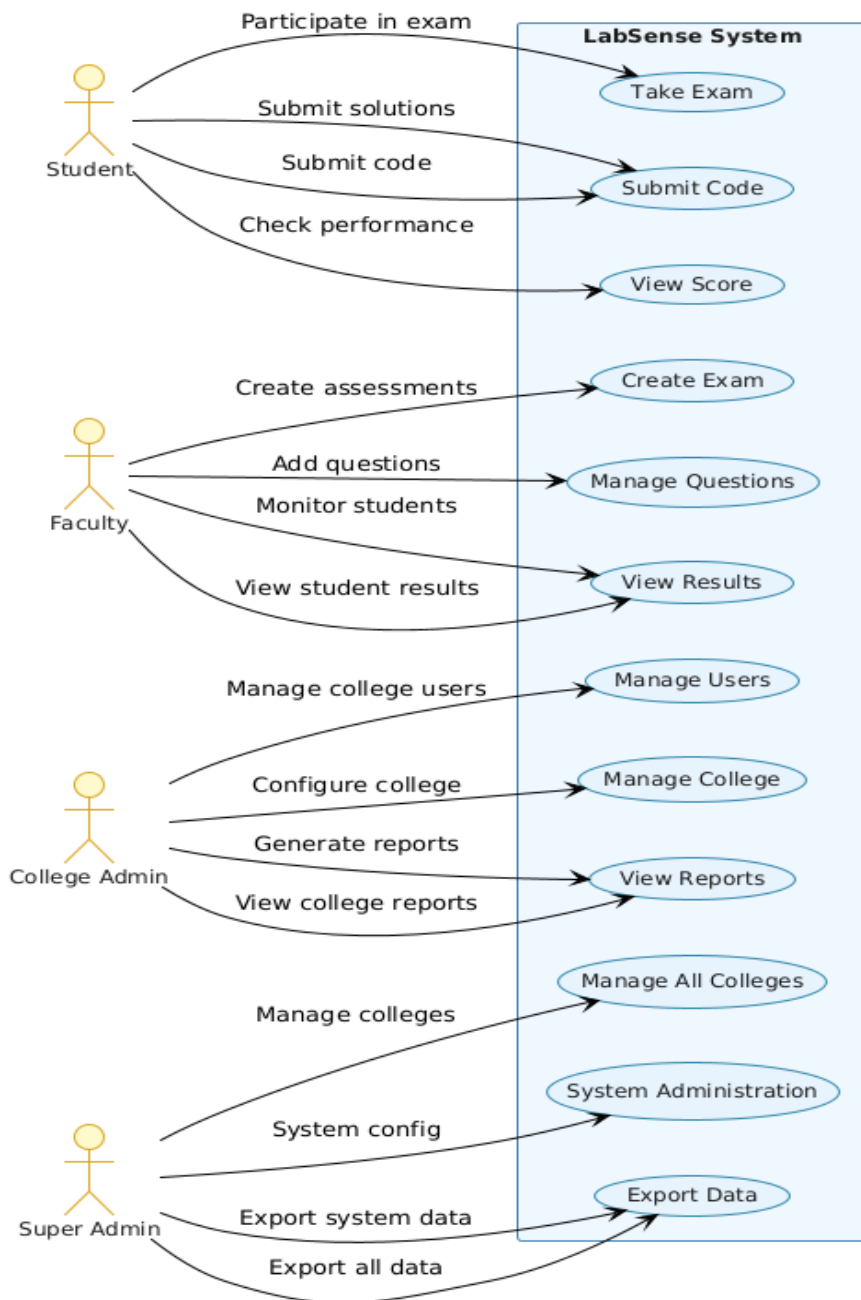 Participate in exam
LabSense System
Take Exam
Submit solutions
Submit code
Student
Submit Code
Check performance
View Score
Create assessments
Create Exam
Add questions
Manage Questions
Monitor students
Faculty
View Results
View student results
Manage college users
Manage Users
Configure college
Manage College
Generate reports
College Admin
View Reports
View college reports
Manage All Colleges
Manage colleges
System Administration
System config
Super Admin
Export Data
Export system data
Export all data